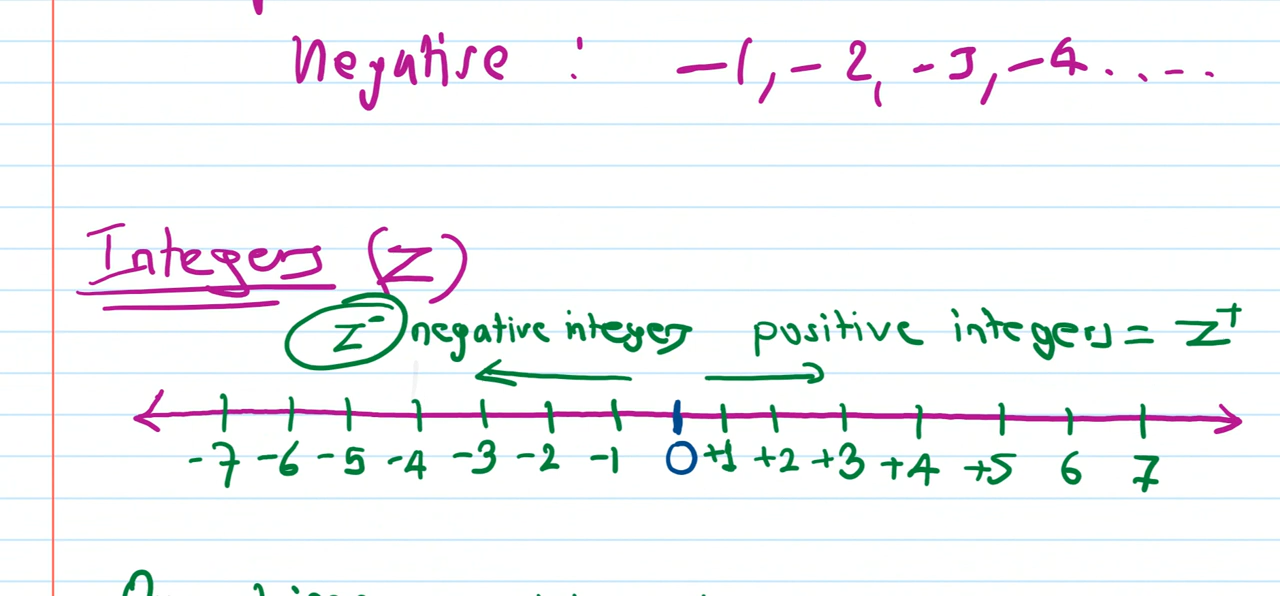 Negative : -1, -2, -3, -4.....
Integers (Z)
Z⁻ negative integers positive integers = Z⁺
-7 -6 -5 -4 -3 -2 -1 0 +1 +2 +3 +4 +5 6 7